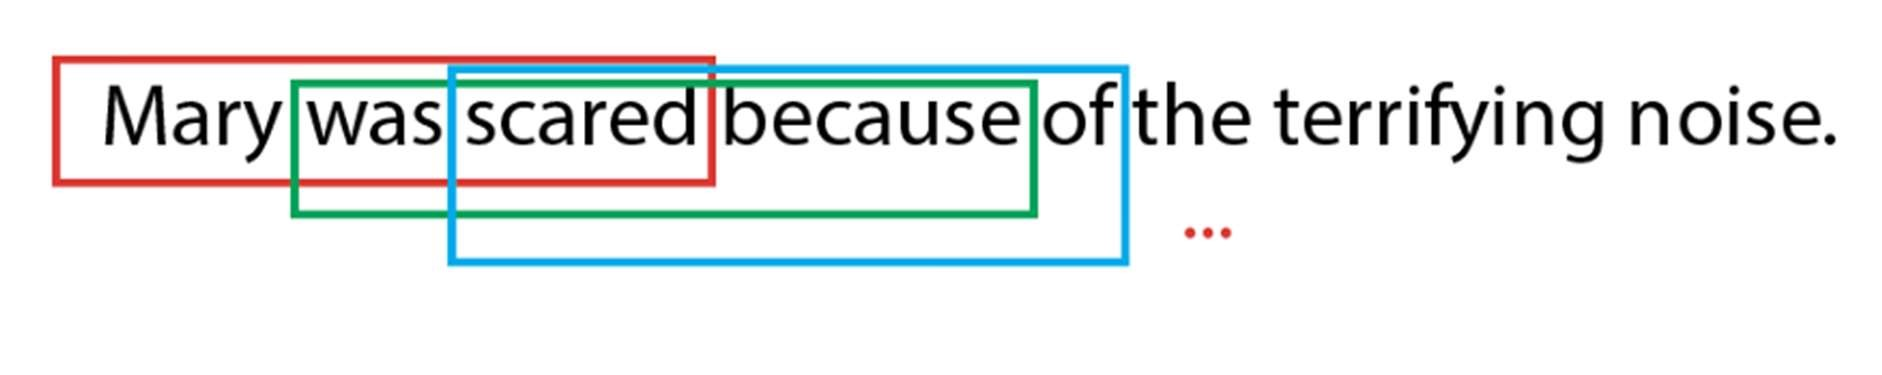 Mary was scared because of the terrifying noise.
...